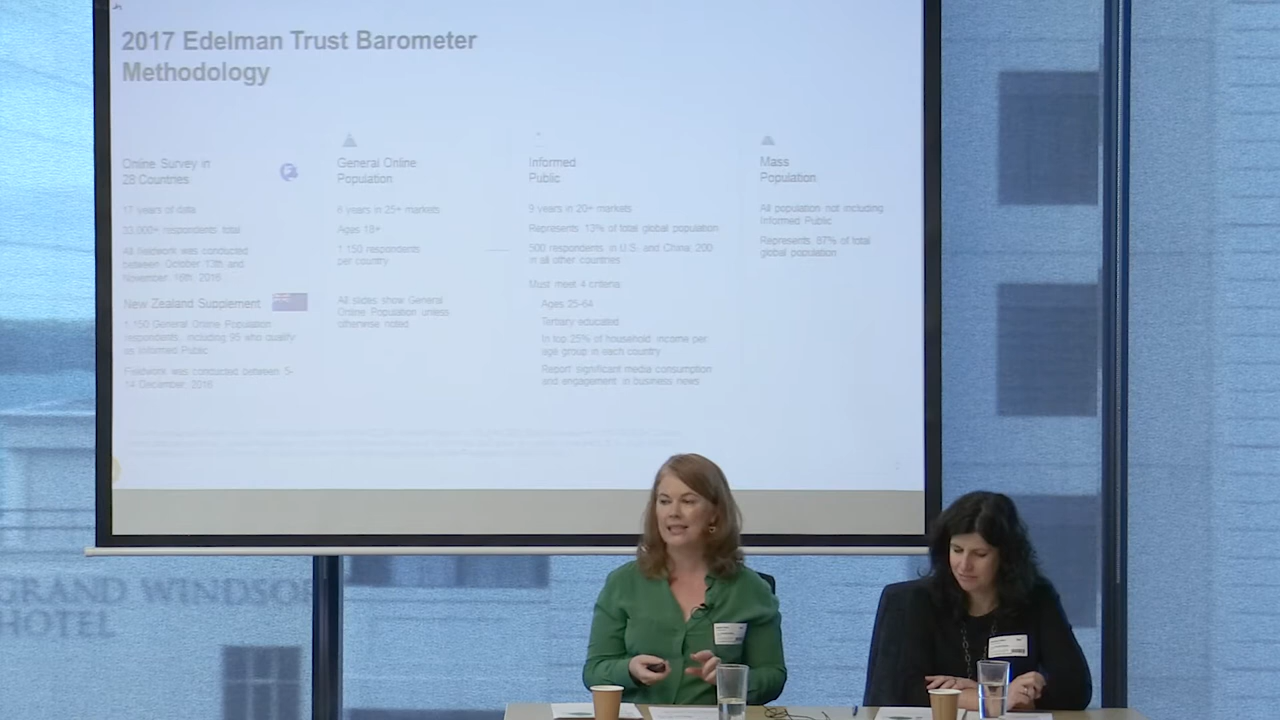 2017 Edelman Trust Barometer
Methodology
Online Survey in
28 Countries
17 years of data
33,000+ respondents total
All fieldwork was conducted
between October 13th and
November 16th, 2016
New Zealand Supplement
1,150 General Online Population
respondents, including 95 who qualify
as Informed Public
Fieldwork was conducted between 5-
14 December, 2016
General Online
Population
6 years in 25+ markets
Ages 18+
1,150 respondents
per country
All slides show General
Online Population unless
otherwise noted
Informed
Public
9 years in 20+ markets
Represents 13% of total global population
500 respondents in U.S. and China; 200
in all other countries
Must meet 4 criteria
Ages 25-64
Tertiary educated
In top 25% of household income per
age group in each country
Report significant media consumption
and engagement in business news
Mass
Population
All population not including
Informed Public
Represents 87% of total
global population
GRAND WINDSOR
HOTEL